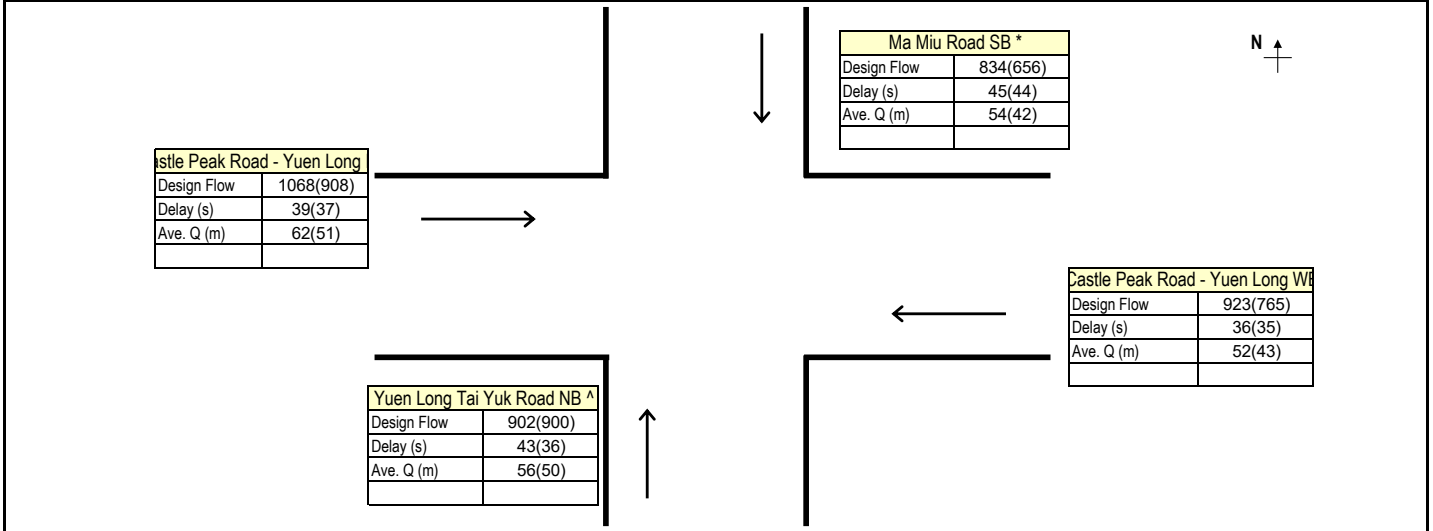 Ma Miu Road SB *
Design Flow 834(656)
Delay (s) 45(44)
Ave. Q (m) 54(42)
N
astle Peak Road - Yuen Long
Design Flow 1068(908)
Delay (s) 39(37)
Ave. Q (m) 62(51)
Castle Peak Road - Yuen Long WB
Design Flow 923(765)
Delay (s) 36(35)
Ave. Q (m) 52(43)
Yuen Long Tai Yuk Road NB ^
Design Flow 902(900)
Delay (s) 43(36)
Ave. Q (m) 56(50)